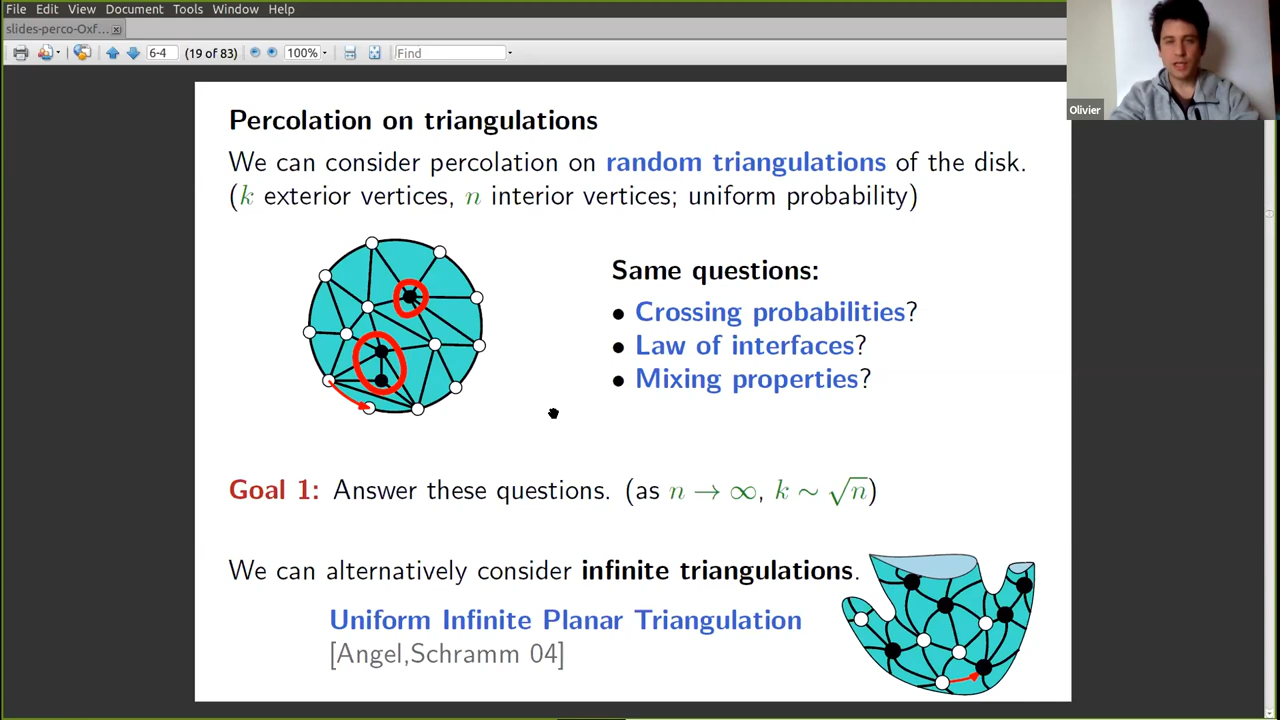 File Edit View Document Tools Window Help
slides-perco-Oxf...
6-4 (19 of 83) 100% Find
Olivier
Percolation on triangulations
We can consider percolation on random triangulations of the disk.
(k exterior vertices, n interior vertices; uniform probability)
Same questions:
• Crossing probabilities?
• Law of interfaces?
• Mixing properties?
Goal 1: Answer these questions. (as n → ∞, k ∼ √n)
We can alternatively consider infinite triangulations.
Uniform Infinite Planar Triangulation
[Angel,Schramm 04]